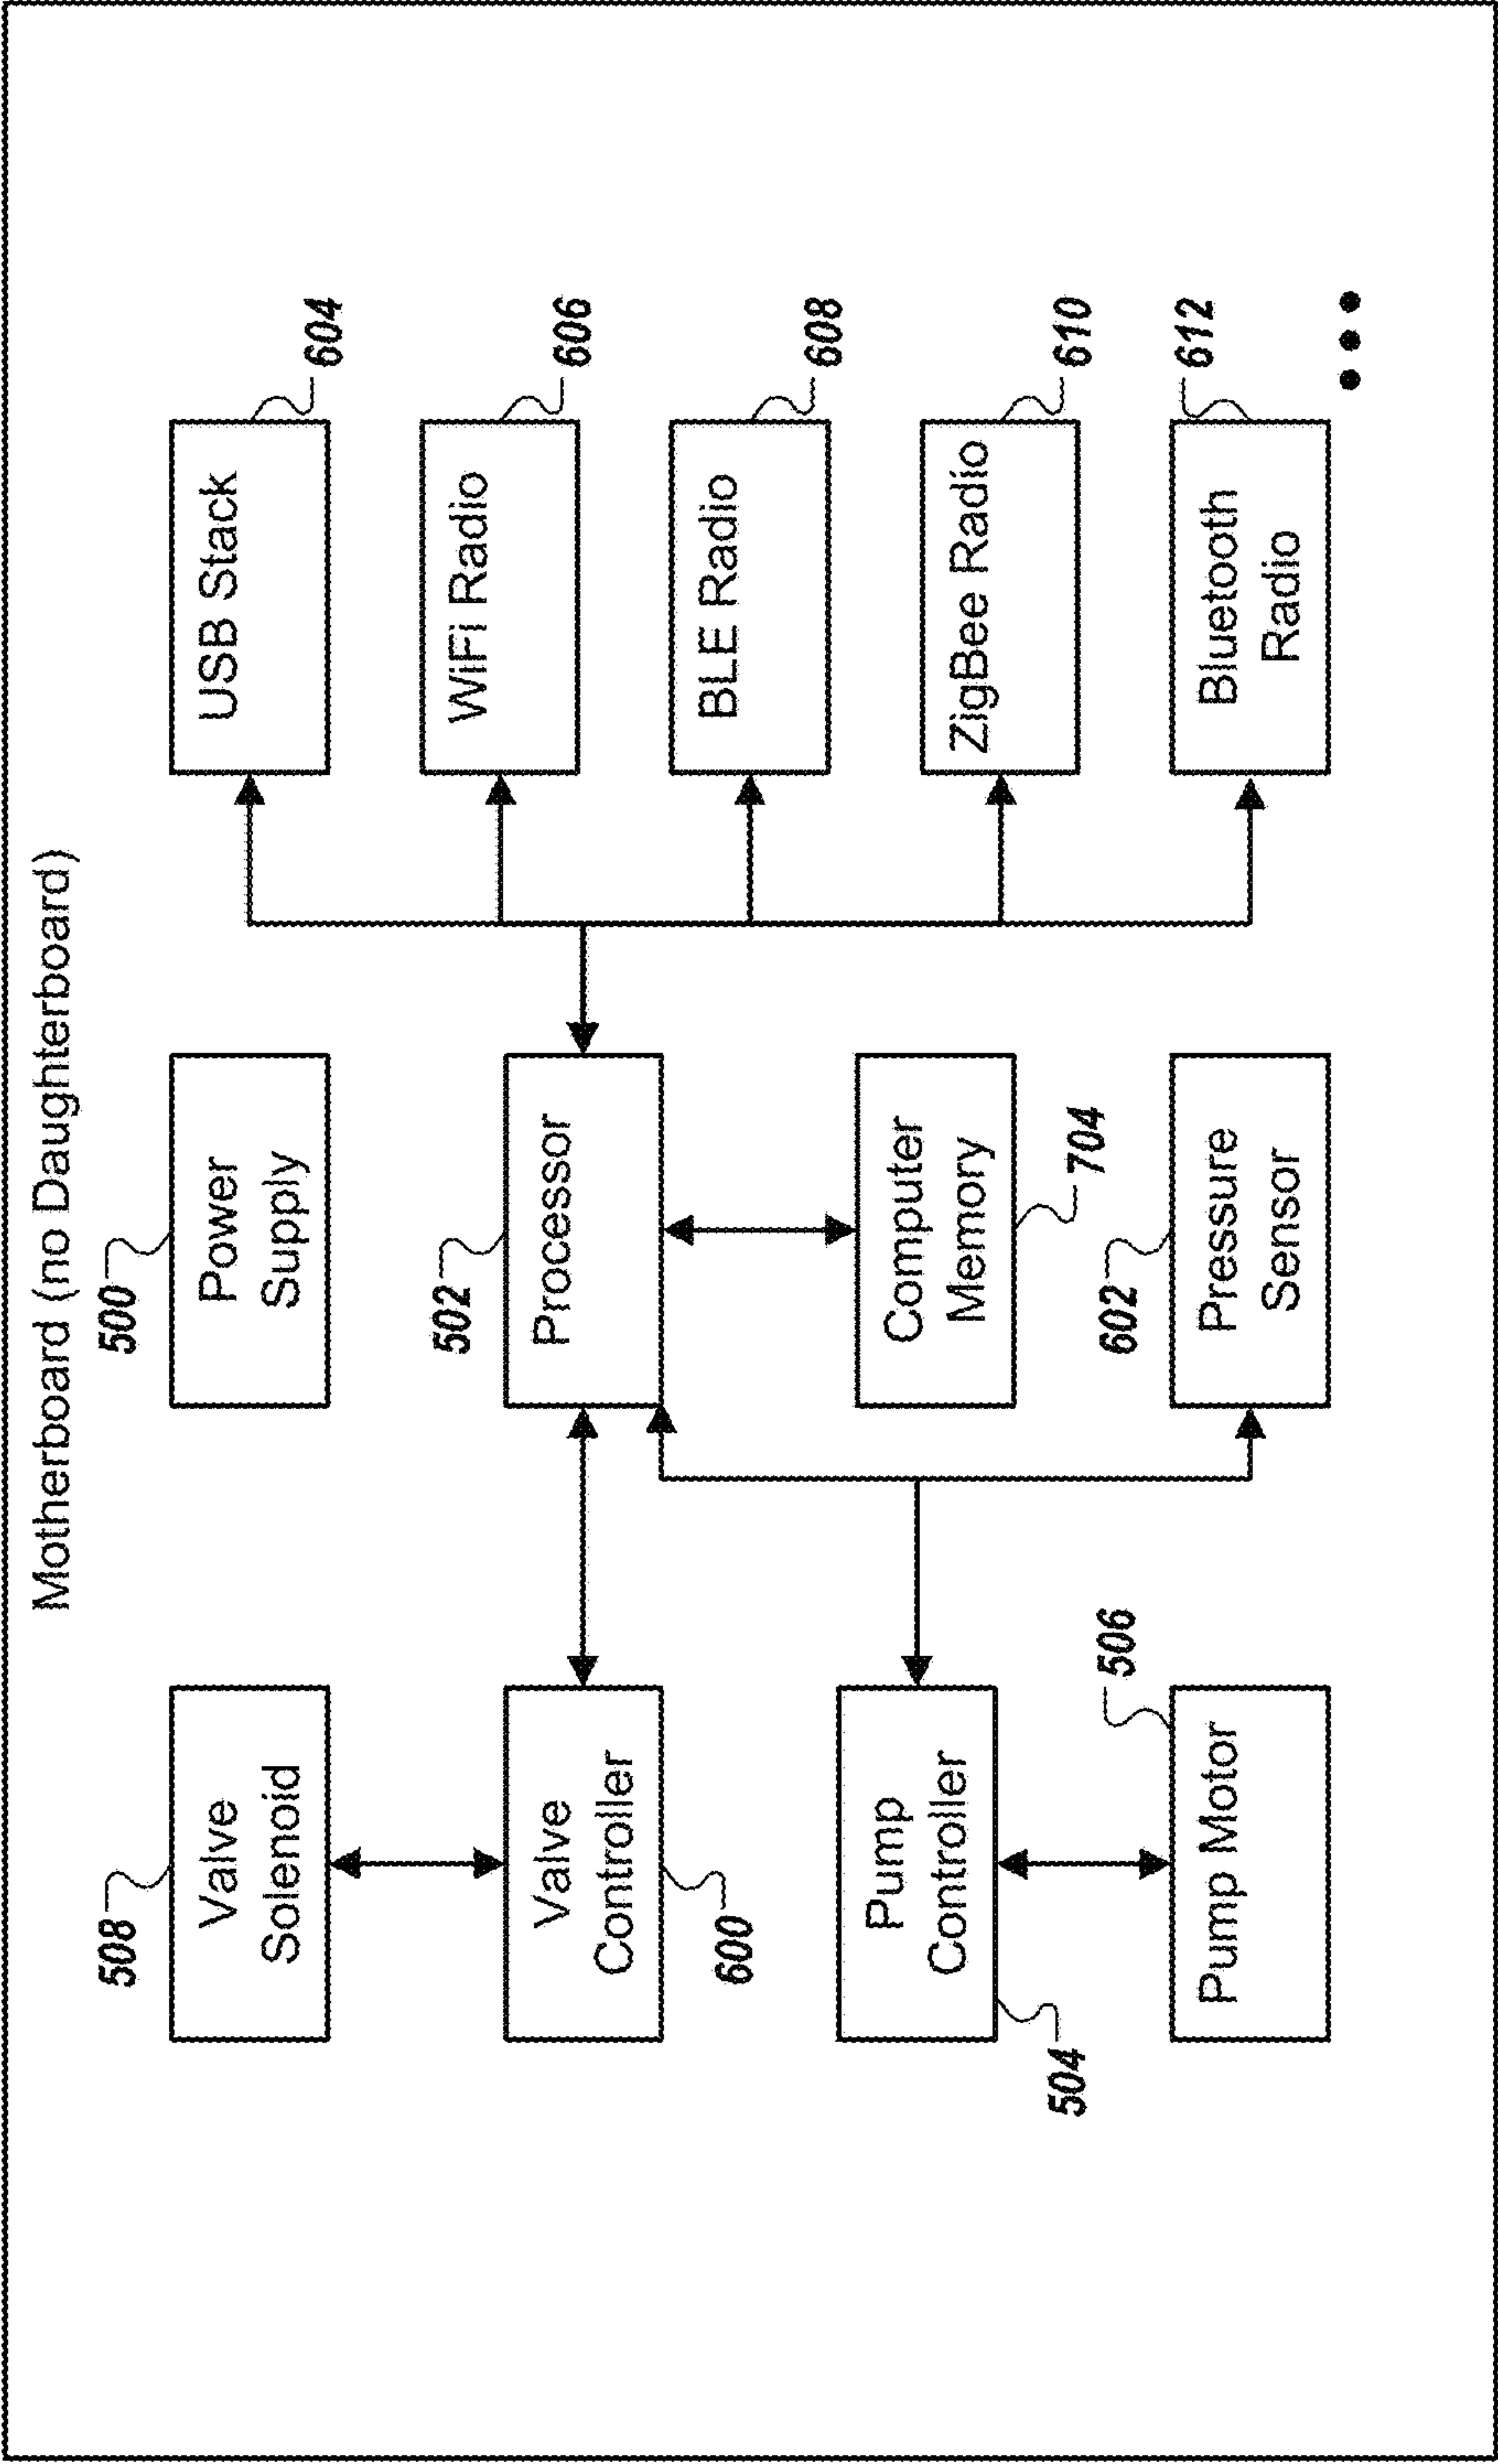 Motherboard (no Daughterboard)
508
Valve
Solenoid
500
Power
Supply
USB Stack
604
Valve
Controller
600
502
Processor
WiFi Radio
606
Pump
Controller
504
Computer
Memory
704
BLE Radio
608
ZigBee Radio
610
506
Pump Motor
602
Pressure
Sensor
612
Bluetooth
Radio